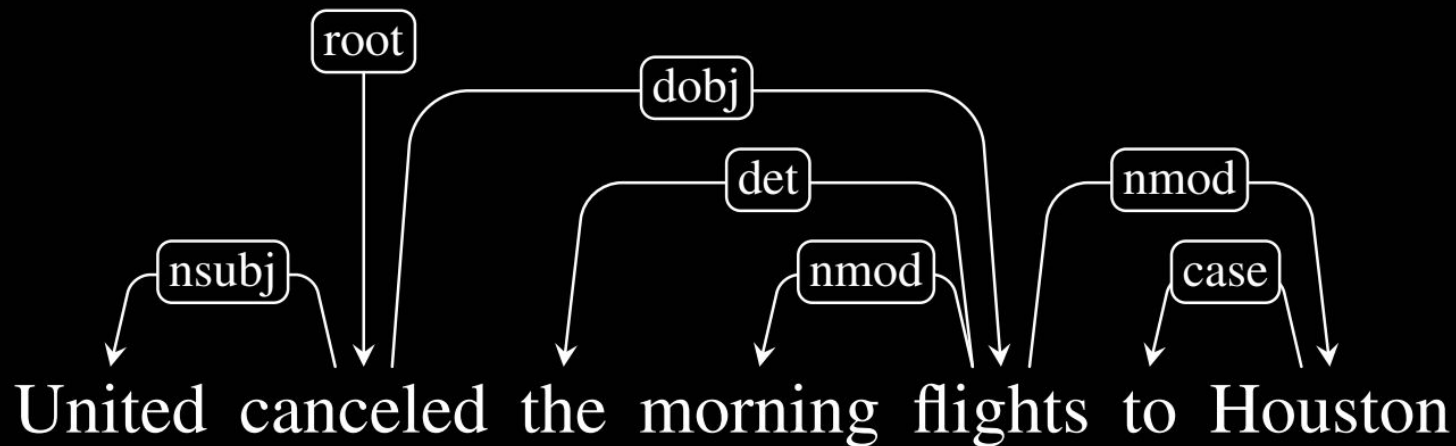 root
dobj
det
nmod
nsubj
nmod
case
United canceled the morning flights to Houston